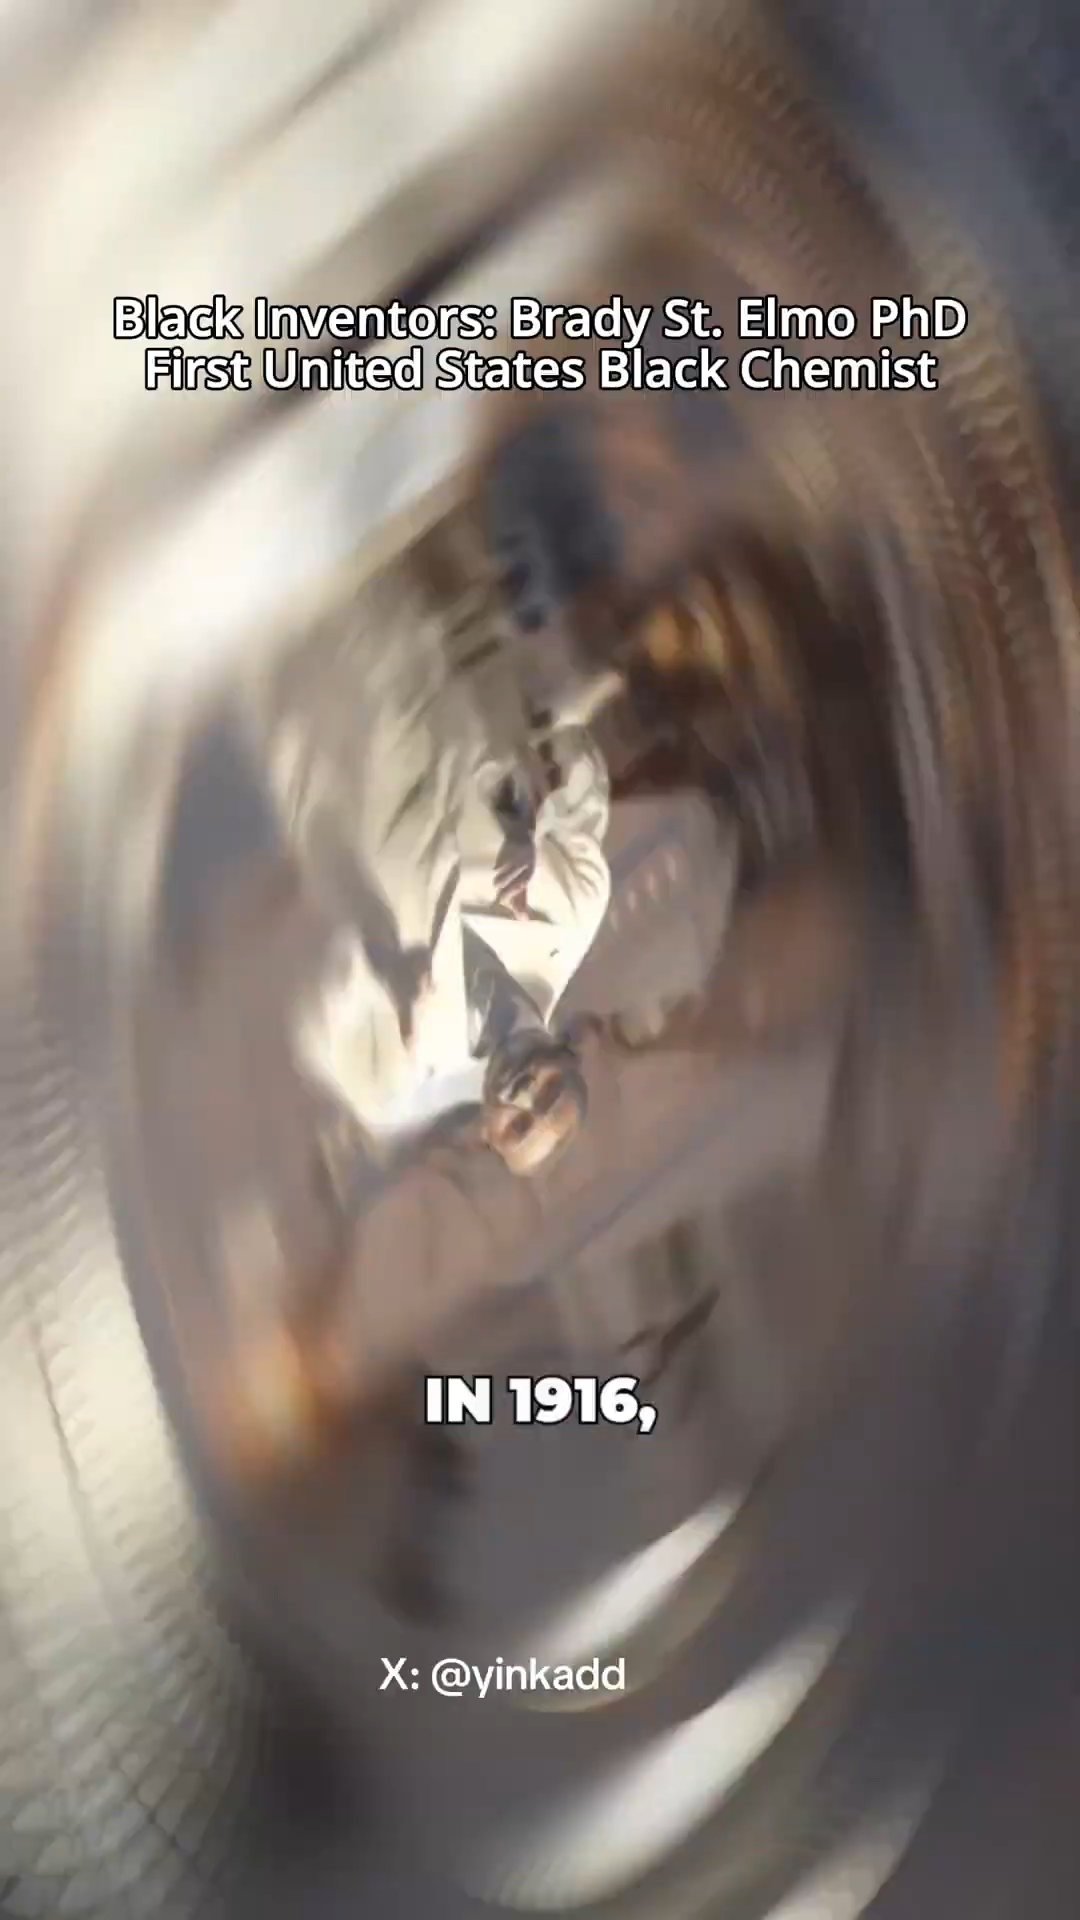 Black Inventors: Brady St. Elmo PhD
First United States Black Chemist
IN 1916,
X: @yinkadd